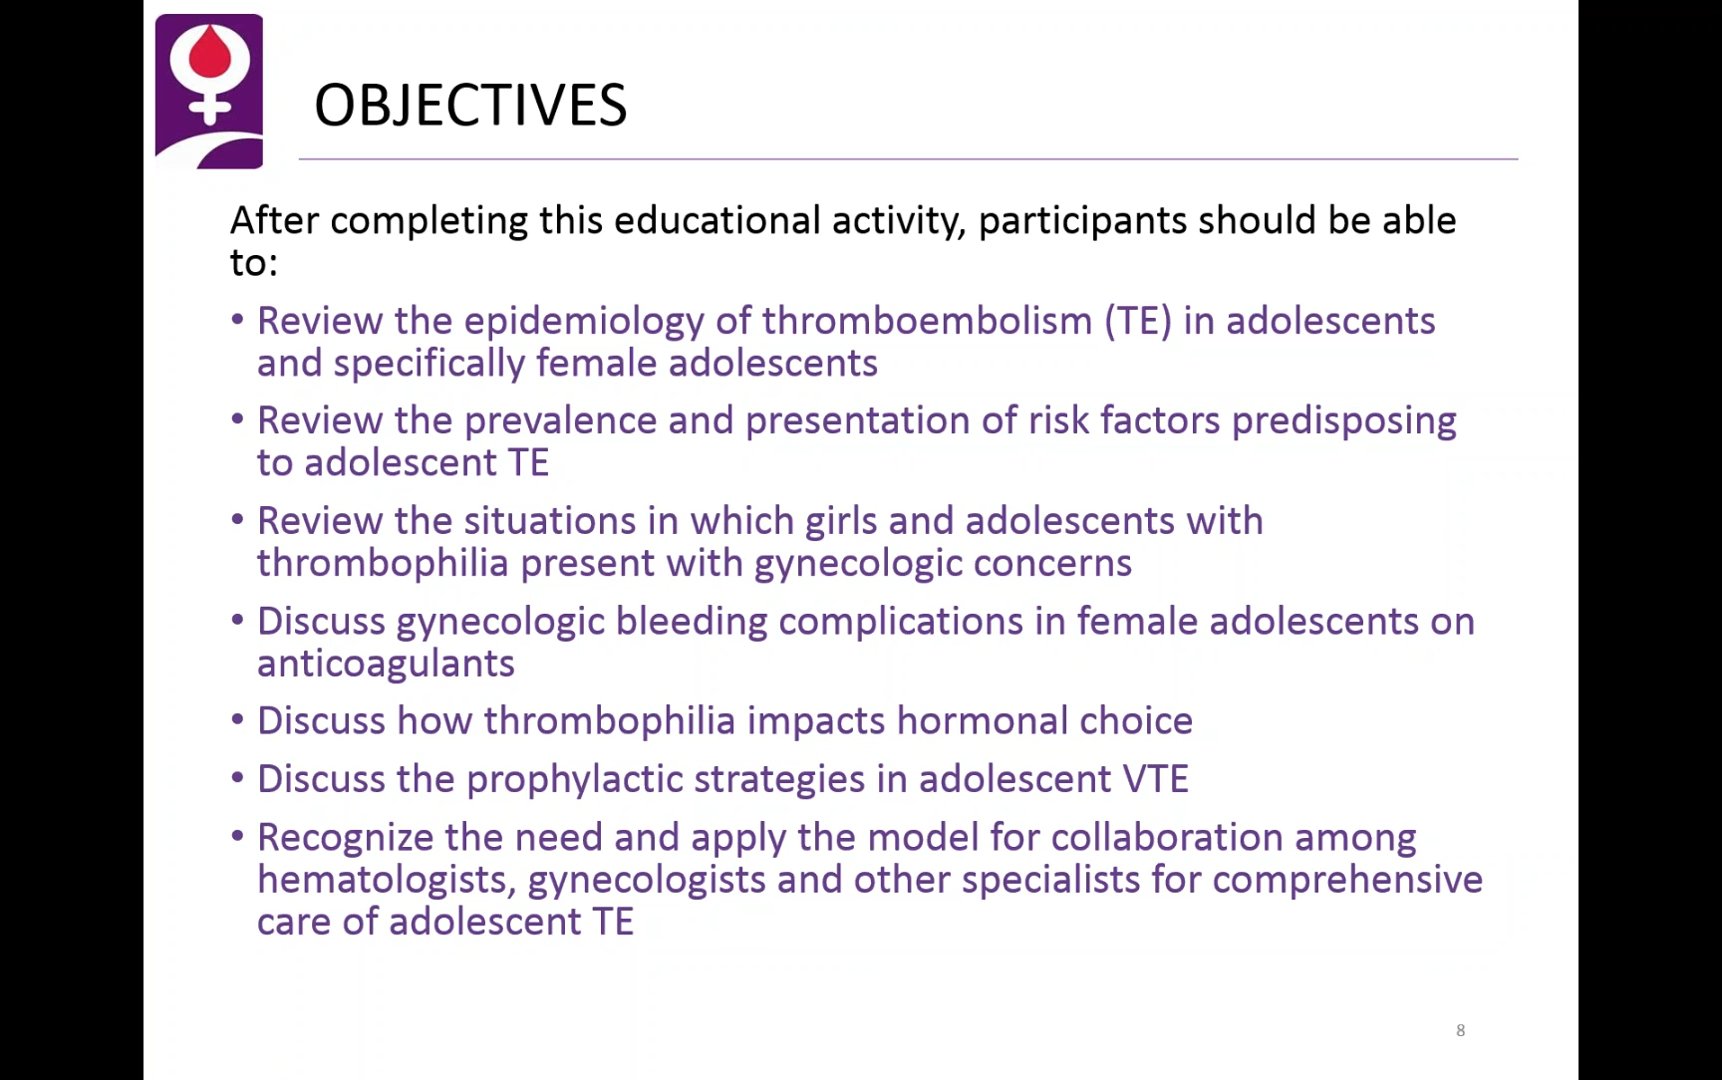 OBJECTIVES
After completing this educational activity, participants should be able
to:
• Review the epidemiology of thromboembolism (TE) in adolescents
and specifically female adolescents
• Review the prevalence and presentation of risk factors predisposing
to adolescent TE
• Review the situations in which girls and adolescents with
thrombophilia present with gynecologic concerns
• Discuss gynecologic bleeding complications in female adolescents on
anticoagulants
• Discuss how thrombophilia impacts hormonal choice
• Discuss the prophylactic strategies in adolescent VTE
• Recognize the need and apply the model for collaboration among
hematologists, gynecologists and other specialists for comprehensive
care of adolescent TE
8